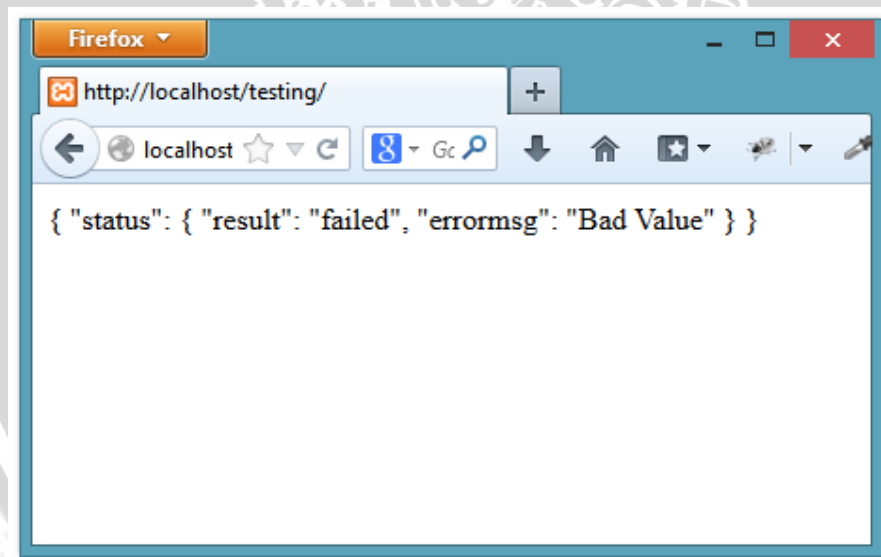 Firefox
http://localhost/testing/
localhost
{ "status": { "result": "failed", "errormsg": "Bad Value" } }